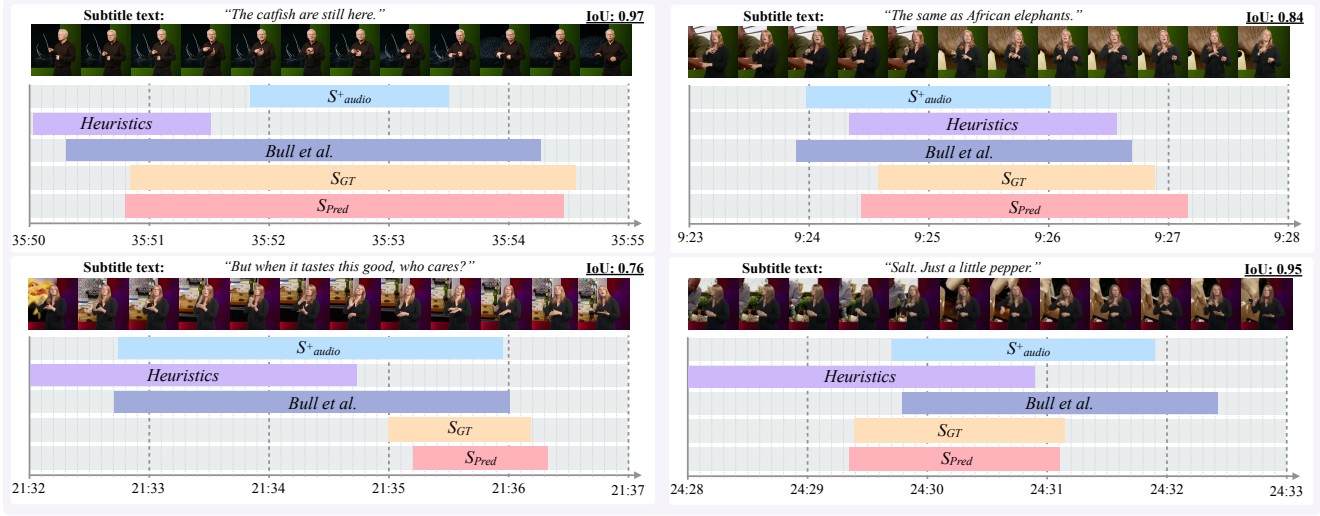 Subtitle text: “The catfish are still here.” IoU: 0.97
S⁺audio
Heuristics
Bull et al.
SGT
SPred
35:50 35:51 35:52 35:53 35:54 35:55
Subtitle text: “The same as African elephants.” IoU: 0.84
S⁺audio
Heuristics
Bull et al.
SGT
SPred
9:23 9:24 9:25 9:26 9:27 9:28
Subtitle text: “But when it tastes this good, who cares?” IoU: 0.76
S⁺audio
Heuristics
Bull et al.
SGT
SPred
21:32 21:33 21:34 21:35 21:36 21:37
Subtitle text: “Salt. Just a little pepper.” IoU: 0.95
S⁺audio
Heuristics
Bull et al.
SGT
SPred
24:28 24:29 24:30 24:31 24:32 24:33